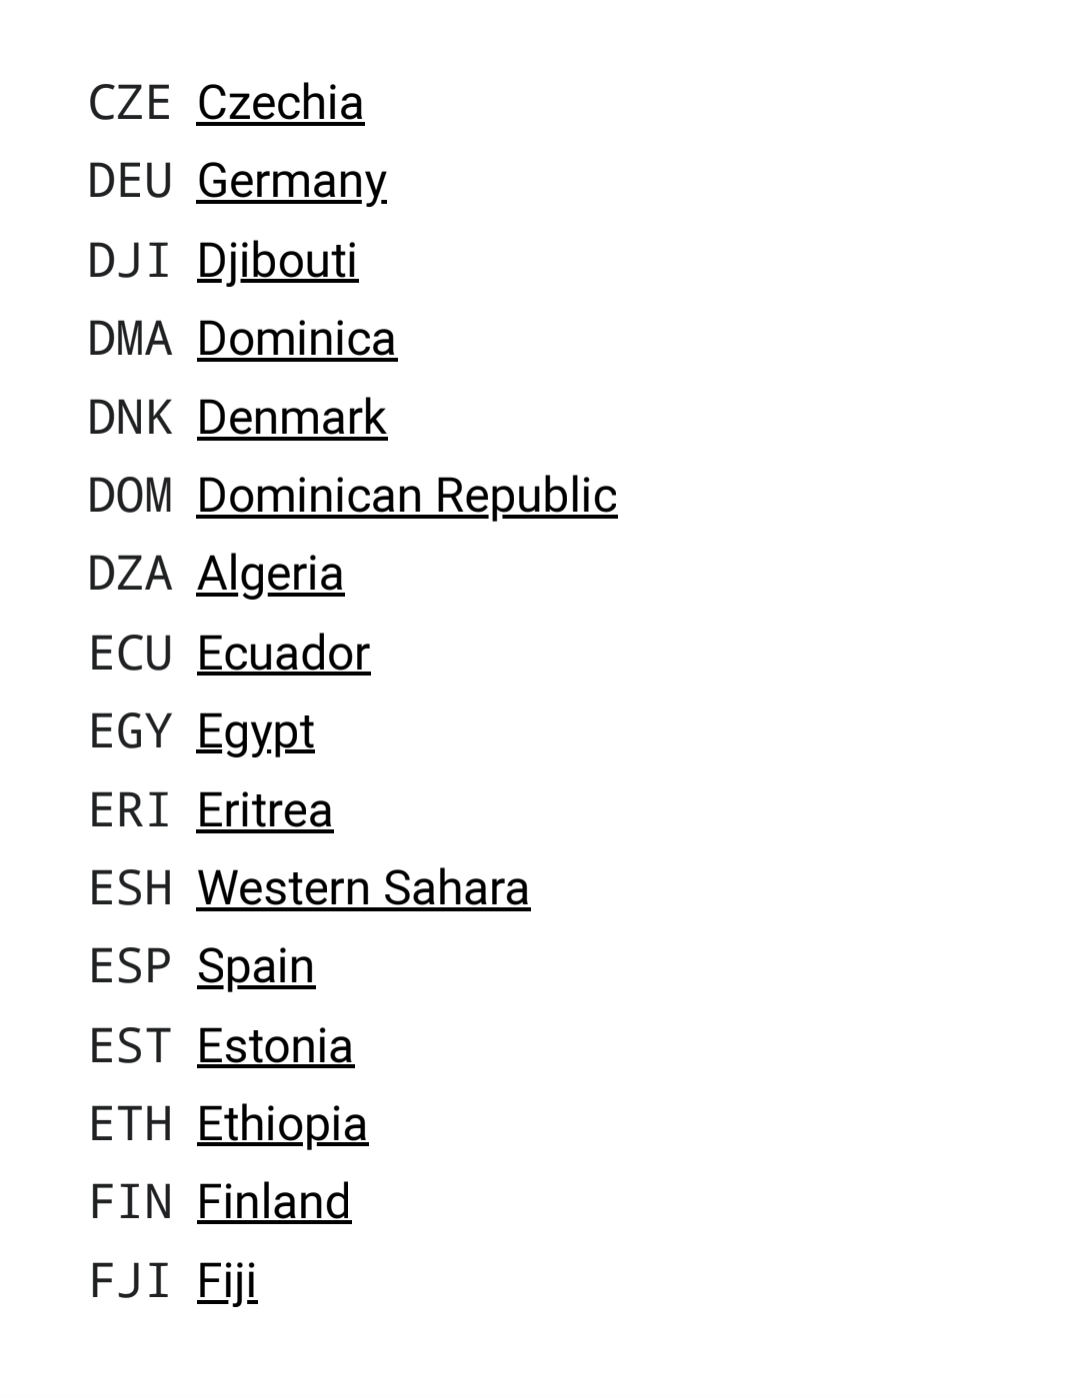 CZE Czechia
DEU Germany
DJI Djibouti
DMA Dominica
DNK Denmark
DOM Dominican Republic
DZA Algeria
ECU Ecuador
EGY Egypt
ERI Eritrea
ESH Western Sahara
ESP Spain
EST Estonia
ETH Ethiopia
FIN Finland
FJI Fiji